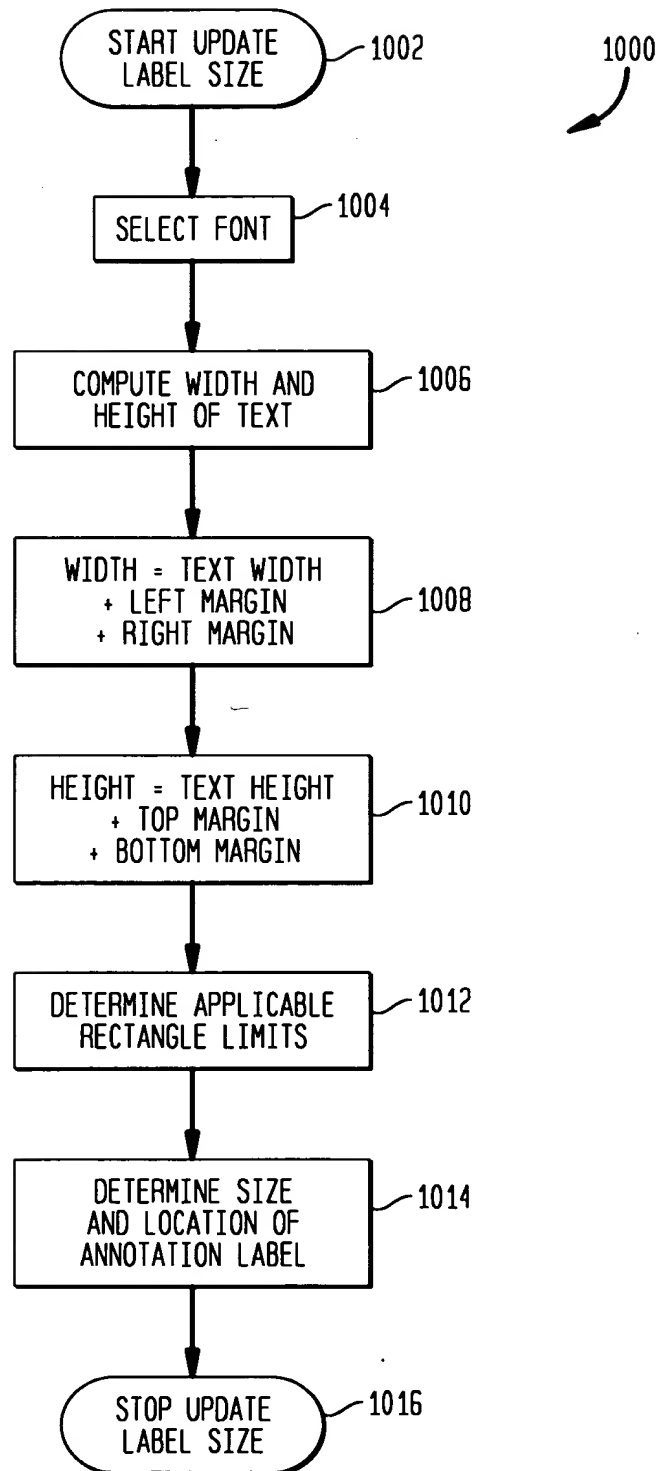 START UPDATE
LABEL SIZE
1002
1000
SELECT FONT
1004
COMPUTE WIDTH AND
HEIGHT OF TEXT
1006
WIDTH = TEXT WIDTH
+ LEFT MARGIN
+ RIGHT MARGIN
1008
HEIGHT = TEXT HEIGHT
+ TOP MARGIN
+ BOTTOM MARGIN
1010
DETERMINE APPLICABLE
RECTANGLE LIMITS
1012
DETERMINE SIZE
AND LOCATION OF
ANNOTATION LABEL
1014
STOP UPDATE
LABEL SIZE
1016